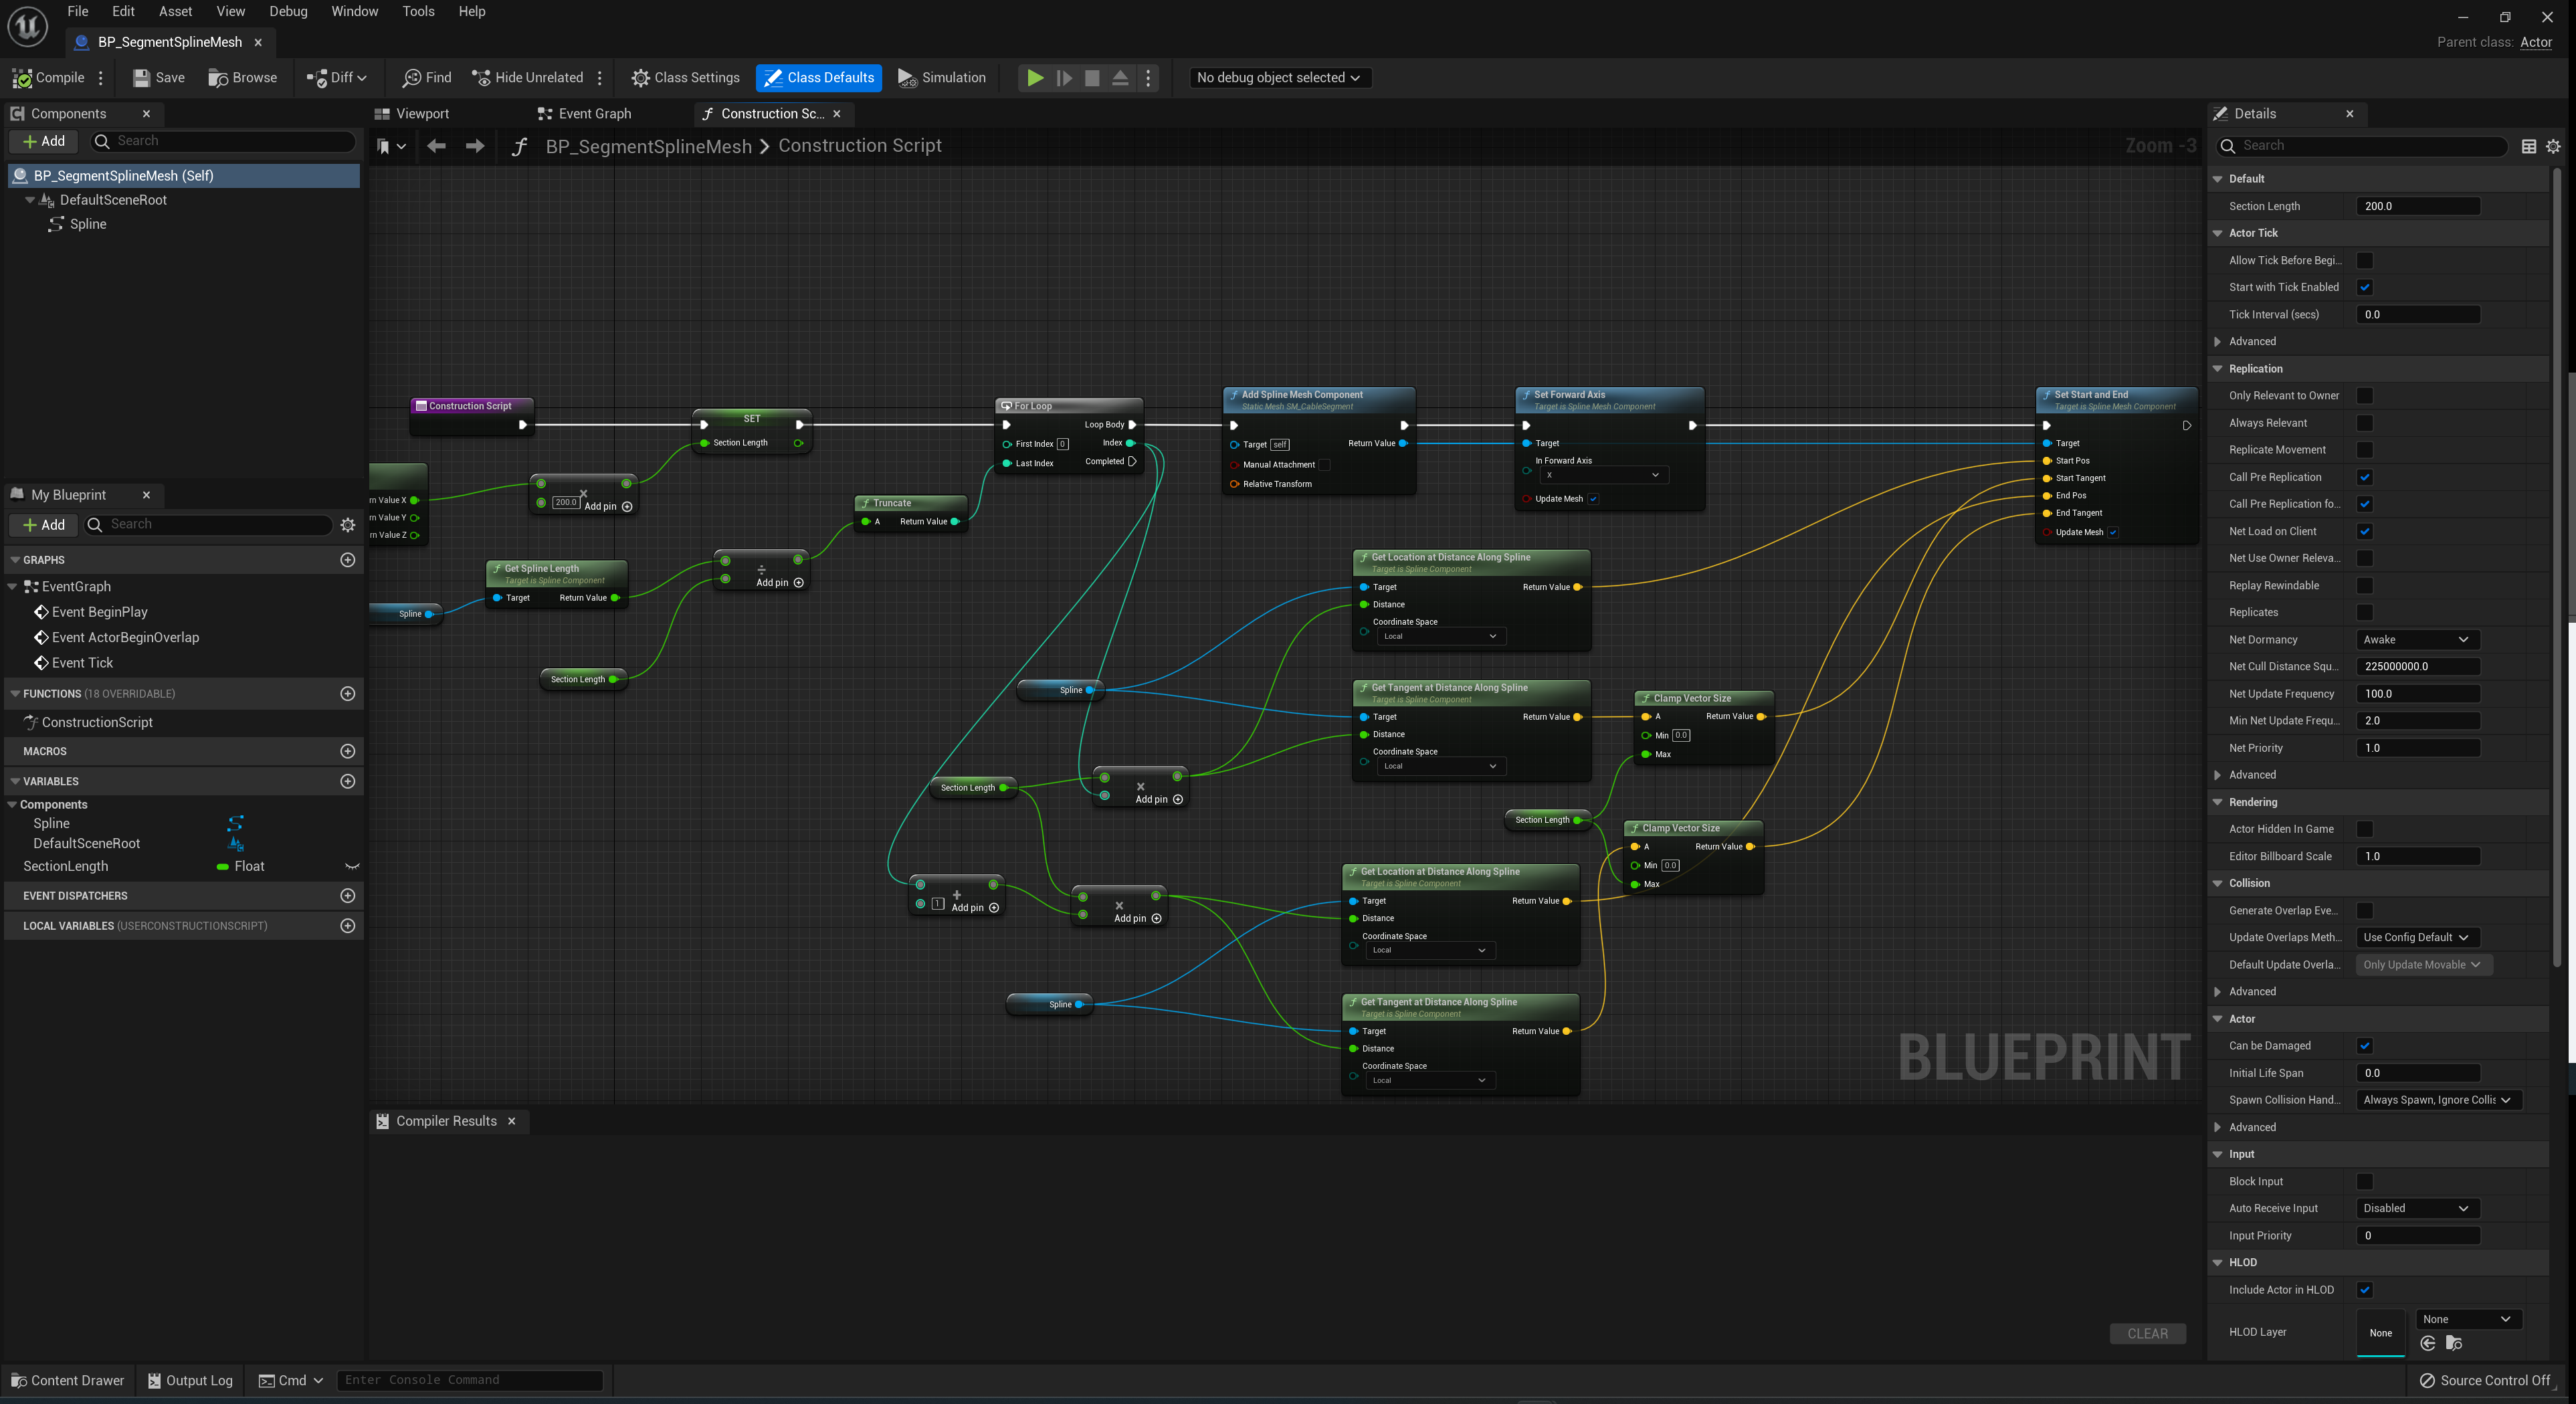 File Edit Asset View Debug Window Tools Help
BP_SegmentSplineMesh
Parent class: Actor
Compile Save Browse Diff Find Hide Unrelated Class Settings Class Defaults Simulation No debug object selected
Components
Add Search
BP_SegmentSplineMesh (Self)
DefaultSceneRoot
Spline
My Blueprint
Add Search
GRAPHS
EventGraph
Event BeginPlay
Event ActorBeginOverlap
Event Tick
FUNCTIONS (18 OVERRIDABLE)
ConstructionScript
MACROS
VARIABLES
Components
Spline
DefaultSceneRoot
SectionLength Float
EVENT DISPATCHERS
LOCAL VARIABLES (USERCONSTRUCTIONSCRIPT)
Viewport Event Graph Construction Sc...
BP_SegmentSplineMesh > Construction Script
Zoom -3
Construction Script
SET
Section Length
rn Value X
rn Value Y
rn Value Z
×
200.0 Add pin
Get Spline Length
Target is Spline Component
Target Return Value
Spline
÷
Add pin
Section Length
Truncate
A Return Value
For Loop
Loop Body
First Index 0 Index
Last Index Completed
Add Spline Mesh Component
Static Mesh SM_CableSegment
Target self Return Value
Manual Attachment
Relative Transform
Set Forward Axis
Target is Spline Mesh Component
Target
In Forward Axis
X
Update Mesh
Set Start and End
Target is Spline Mesh Component
Target
Start Pos
Start Tangent
End Pos
End Tangent
Update Mesh
Get Location at Distance Along Spline
Target is Spline Component
Target Return Value
Distance
Coordinate Space
Local
Spline
Get Tangent at Distance Along Spline
Target is Spline Component
Target Return Value
Distance
Coordinate Space
Local
Clamp Vector Size
A Return Value
Min 0.0
Max
Section Length
×
Add pin
Section Length
Clamp Vector Size
A Return Value
Min 0.0
Max
+
1 Add pin
×
Add pin
Get Location at Distance Along Spline
Target is Spline Component
Target Return Value
Distance
Coordinate Space
Local
Spline
Get Tangent at Distance Along Spline
Target is Spline Component
Target Return Value
Distance
Coordinate Space
Local
BLUEPRINT
Compiler Results
CLEAR
Details
Search
Default
Section Length 200.0
Actor Tick
Allow Tick Before Begi...
Start with Tick Enabled
Tick Interval (secs) 0.0
Advanced
Replication
Only Relevant to Owner
Always Relevant
Replicate Movement
Call Pre Replication
Call Pre Replication fo...
Net Load on Client
Net Use Owner Releva...
Replay Rewindable
Replicates
Net Dormancy Awake
Net Cull Distance Squ... 225000000.0
Net Update Frequency 100.0
Min Net Update Frequ... 2.0
Net Priority 1.0
Advanced
Rendering
Actor Hidden In Game
Editor Billboard Scale 1.0
Collision
Generate Overlap Eve...
Update Overlaps Meth... Use Config Default
Default Update Overla... Only Update Movable
Advanced
Actor
Can be Damaged
Initial Life Span 0.0
Spawn Collision Hand... Always Spawn, Ignore Collis
Advanced
Input
Block Input
Auto Receive Input Disabled
Input Priority 0
HLOD
Include Actor in HLOD
HLOD Layer None None
Content Drawer Output Log Cmd Enter Console Command Source Control Off